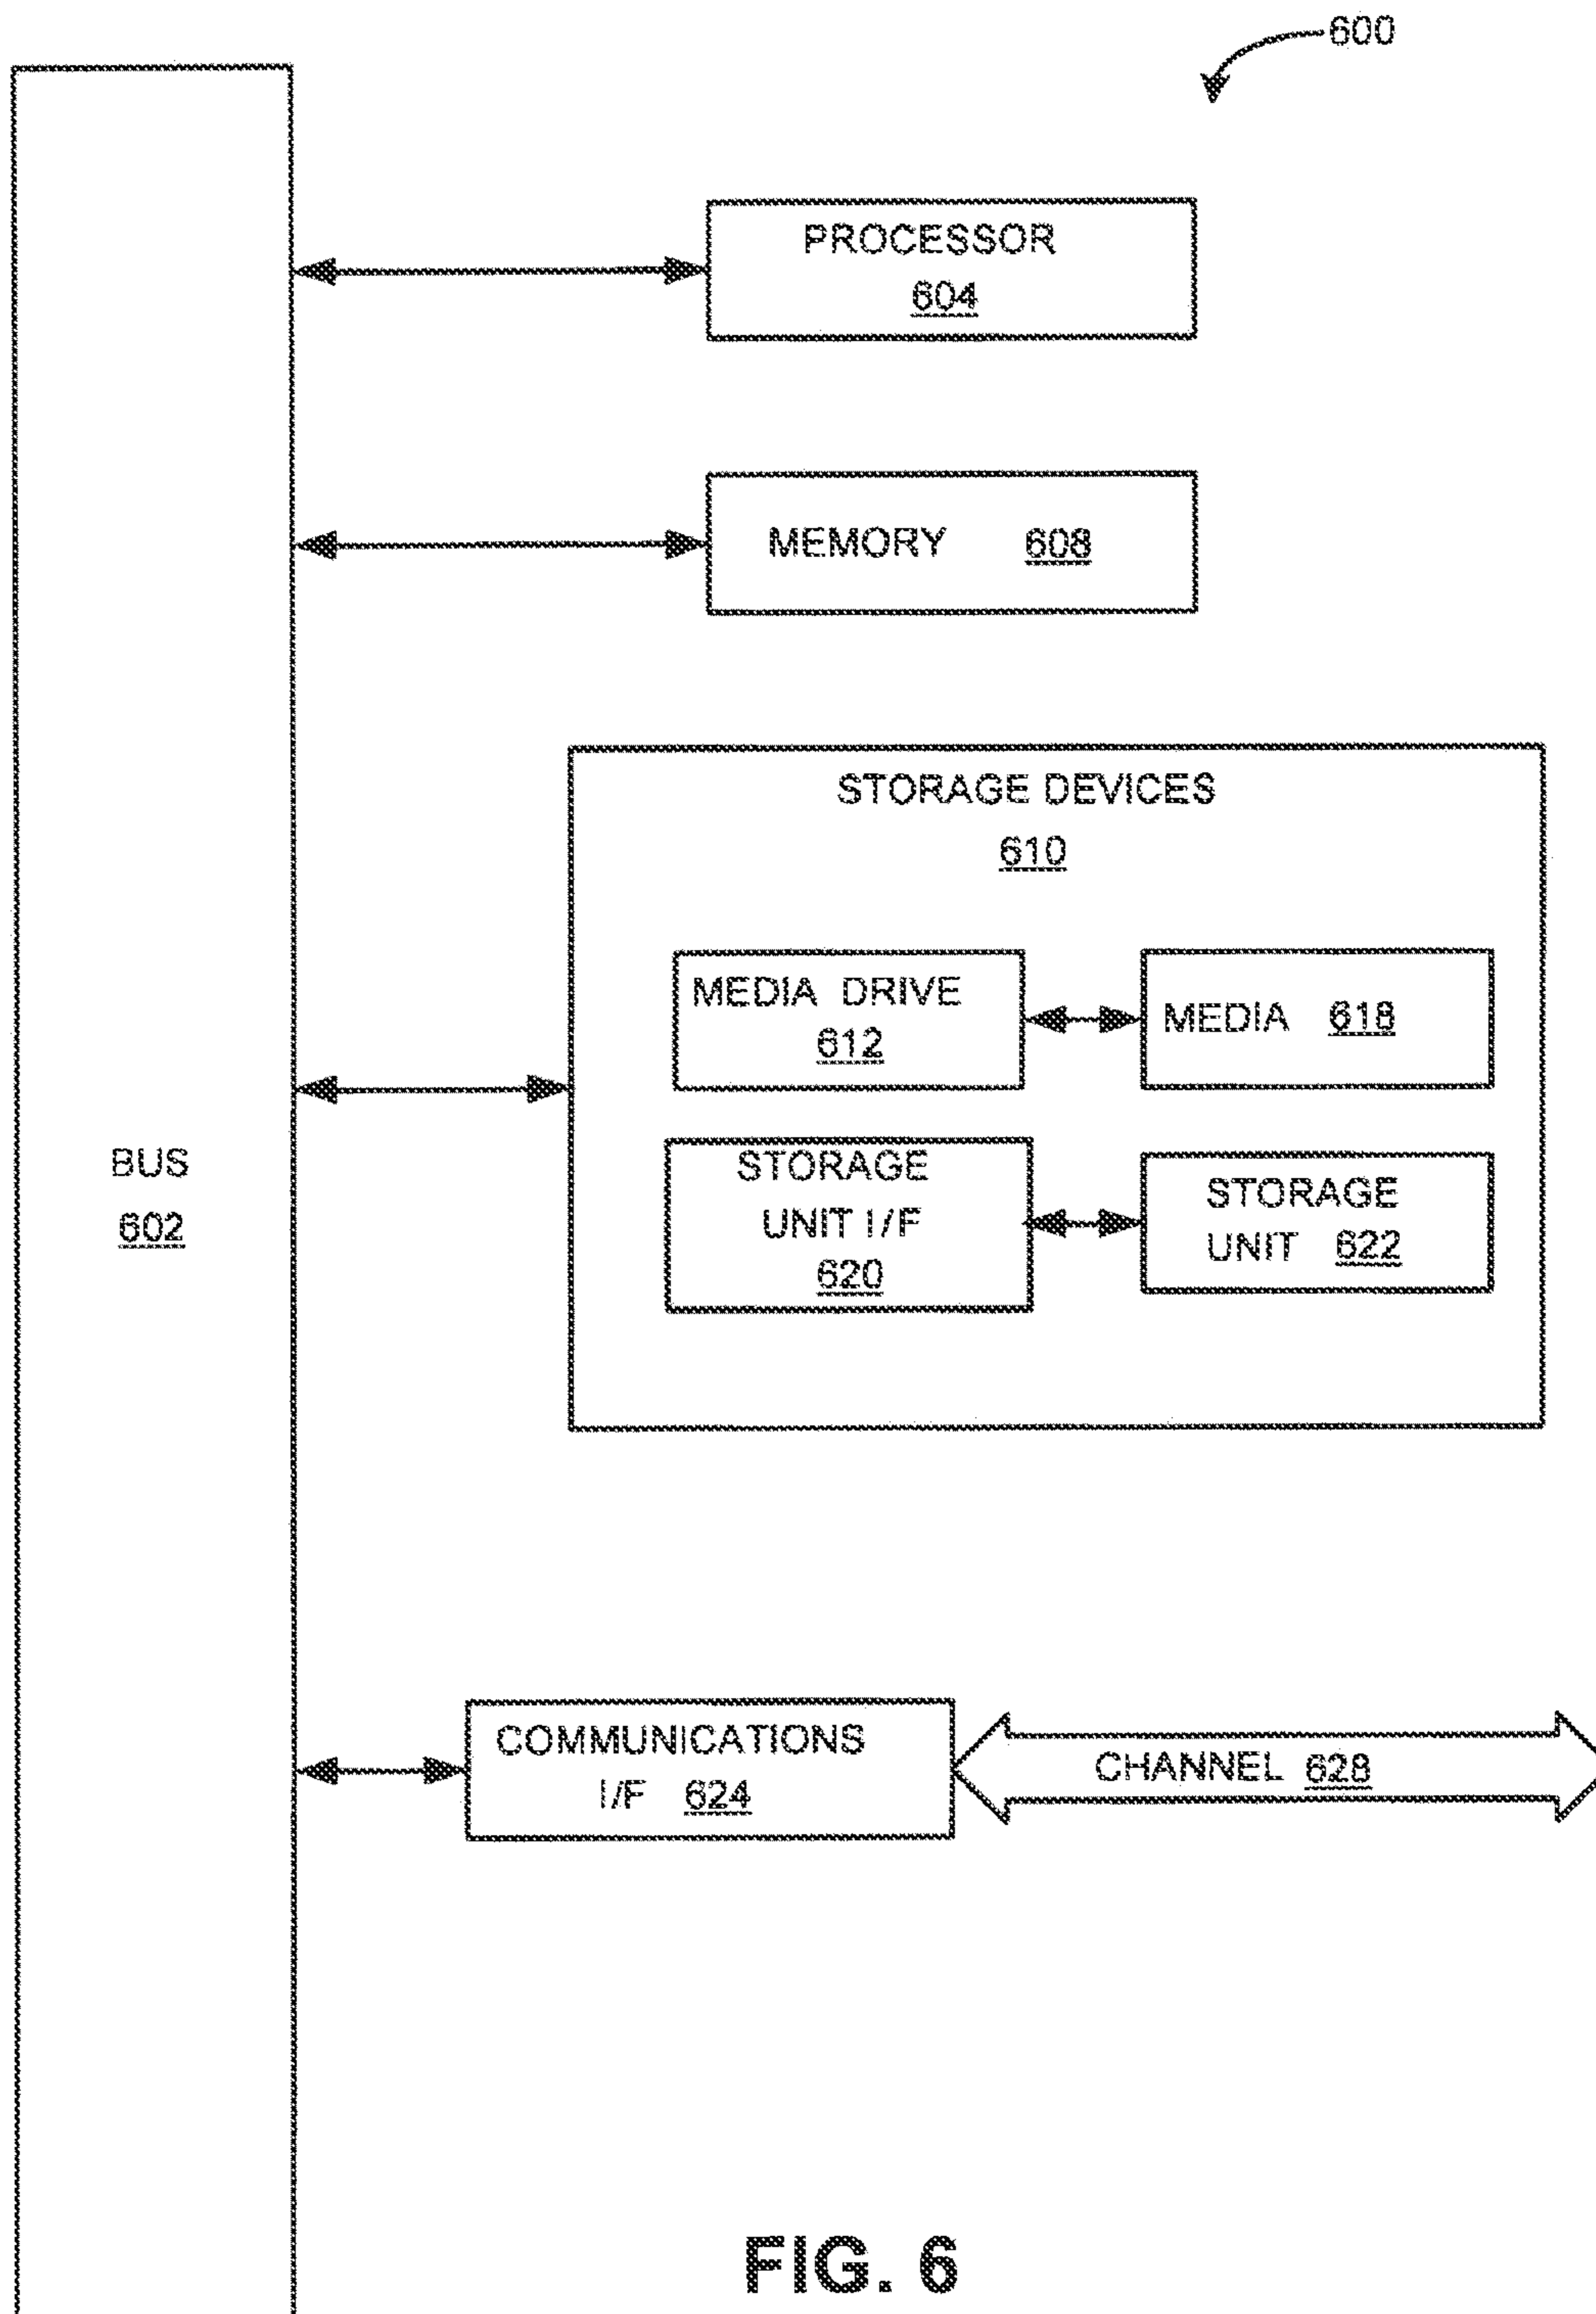 600
PROCESSOR
604
MEMORY 608
STORAGE DEVICES
610
MEDIA DRIVE
612
MEDIA 618
STORAGE
UNIT I/F
620
STORAGE
UNIT 622
BUS
602
COMMUNICATIONS
I/F 624
CHANNEL 628
FIG. 6